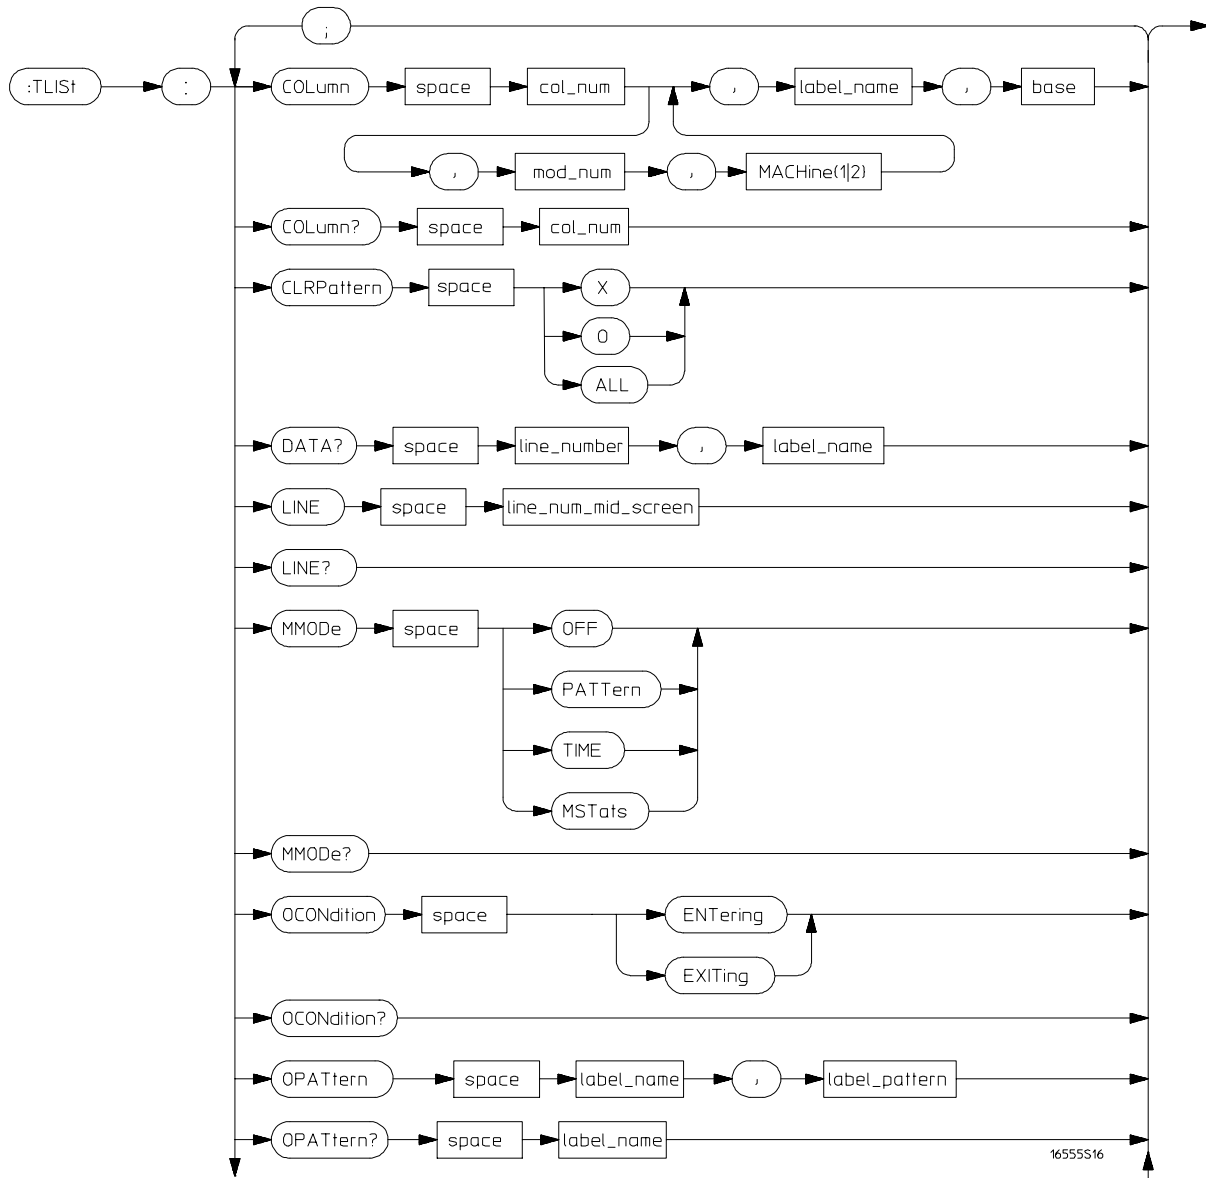 ;
:TLISt : COLumn space col_num , label_name , base
, mod_num , MACHine{1|2}
COLumn? space col_num
CLRPattern space X
O
ALL
DATA? space line_number , label_name
LINE space line_num_mid_screen
LINE?
MMODe space OFF
PATTern
TIME
MSTats
MMODe?
OCONdition space ENTering
EXITing
OCONdition?
OPATtern space label_name , label_pattern
OPATtern? space label_name
16555S16